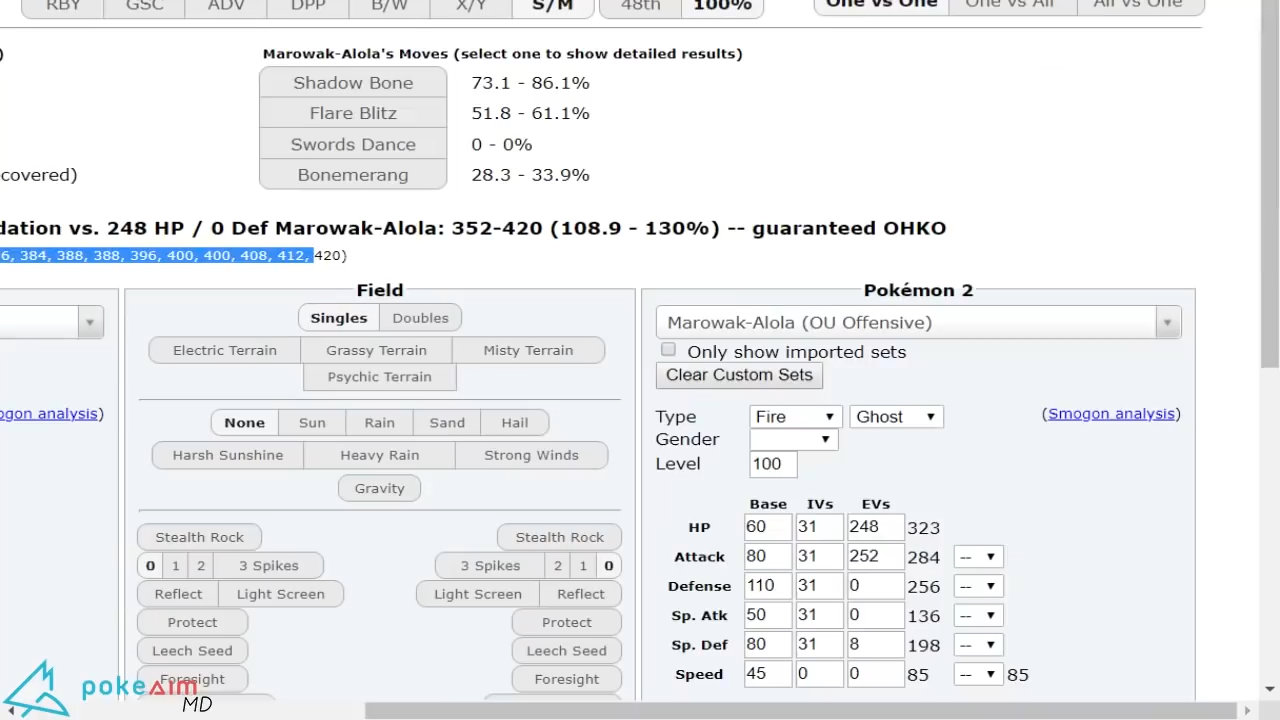 RBY GSC ADV DPP B/W X/Y S/M 48th 100% One vs One One vs All All vs One
)
Marowak-Alola's Moves (select one to show detailed results)
Shadow Bone 73.1 - 86.1%
Flare Blitz 51.8 - 61.1%
Swords Dance 0 - 0%
covered) Bonemerang 28.3 - 33.9%
dation vs. 248 HP / 0 Def Marowak-Alola: 352-420 (108.9 - 130%) -- guaranteed OHKO
6, 384, 388, 388, 396, 400, 400, 408, 412, 420)
Field
Singles Doubles
Electric Terrain Grassy Terrain Misty Terrain
Psychic Terrain
ogon analysis)
None Sun Rain Sand Hail
Harsh Sunshine Heavy Rain Strong Winds
Gravity
Stealth Rock Stealth Rock
0 1 2 3 Spikes 3 Spikes 2 1 0
Reflect Light Screen Light Screen Reflect
Protect Protect
Leech Seed Leech Seed
Foresight Foresight
Pokémon 2
Marowak-Alola (OU Offensive)
Only show imported sets
Clear Custom Sets
Type Fire Ghost (Smogon analysis)
Gender
Level 100
Base IVs EVs
HP 60 31 248 323
Attack 80 31 252 284 --
Defense 110 31 0 256 --
Sp. Atk 50 31 0 136 --
Sp. Def 80 31 8 198 --
Speed 45 0 0 85 -- 85
pokeaim
MD